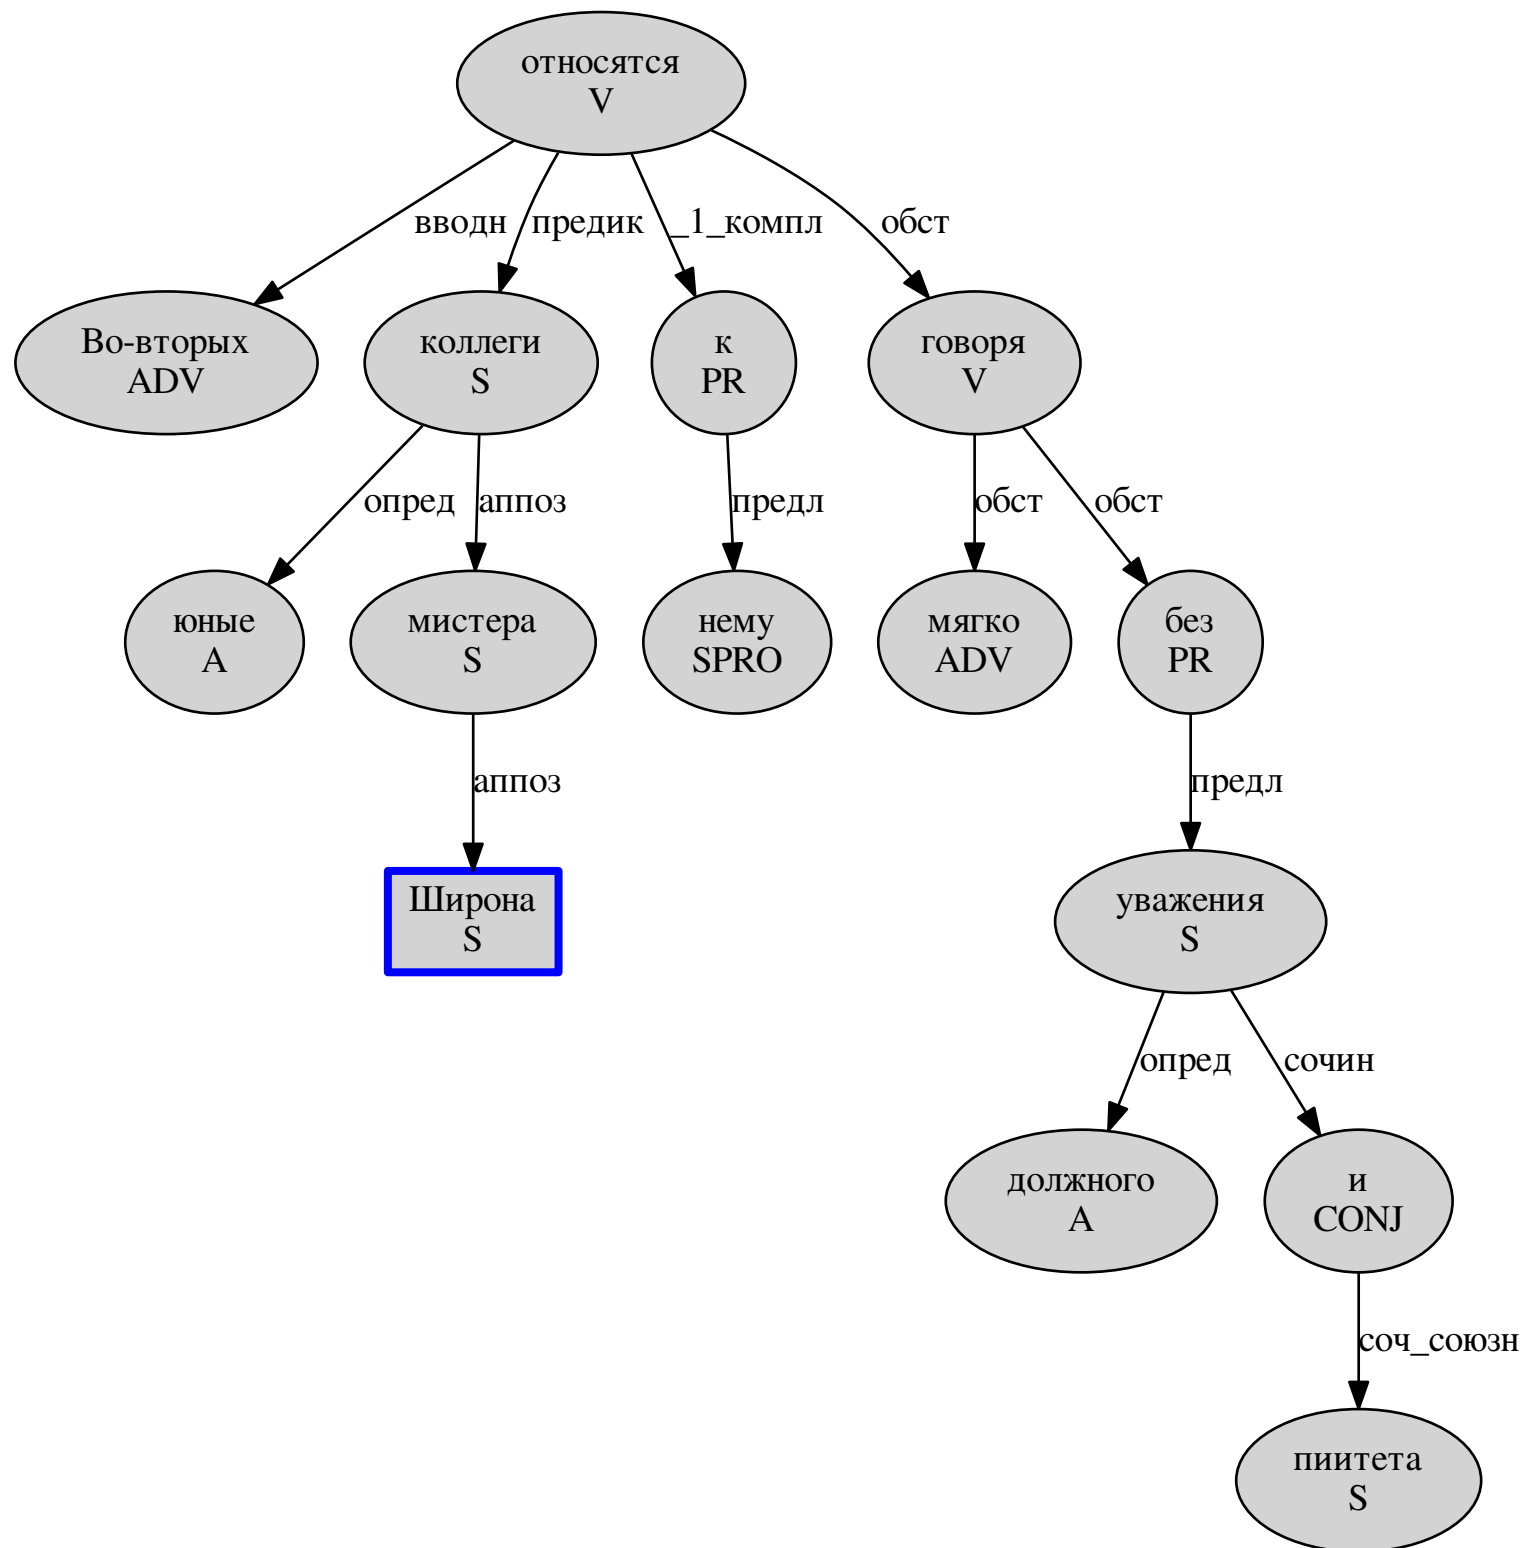 относятся
V
вводн
предик
_1_компл
обст
Во-вторых
ADV
коллеги
S
к
PR
говоря
V
опред
аппоз
предл
обст
обст
юные
A
мистера
S
нему
SPRO
мягко
ADV
без
PR
аппоз
предл
Широна
S
уважения
S
опред
сочин
должного
A
и
CONJ
соч_союзн
пиитета
S